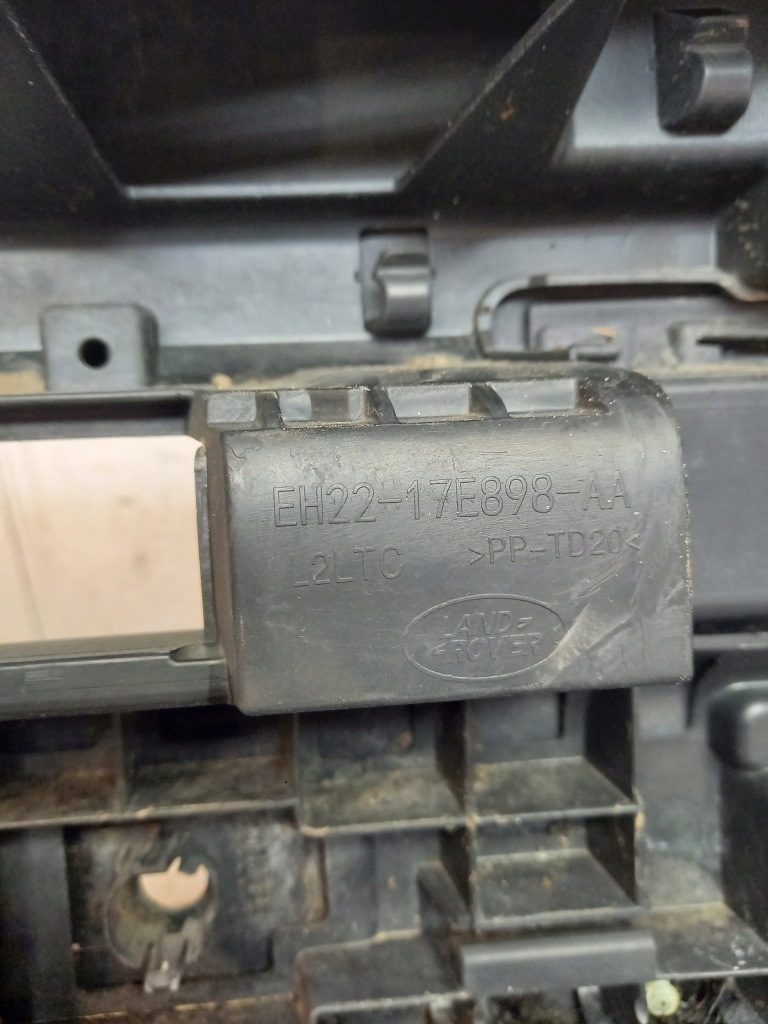 EH22-17E898-AA
L2LTC >PP-TD20<
LAND
ROVER